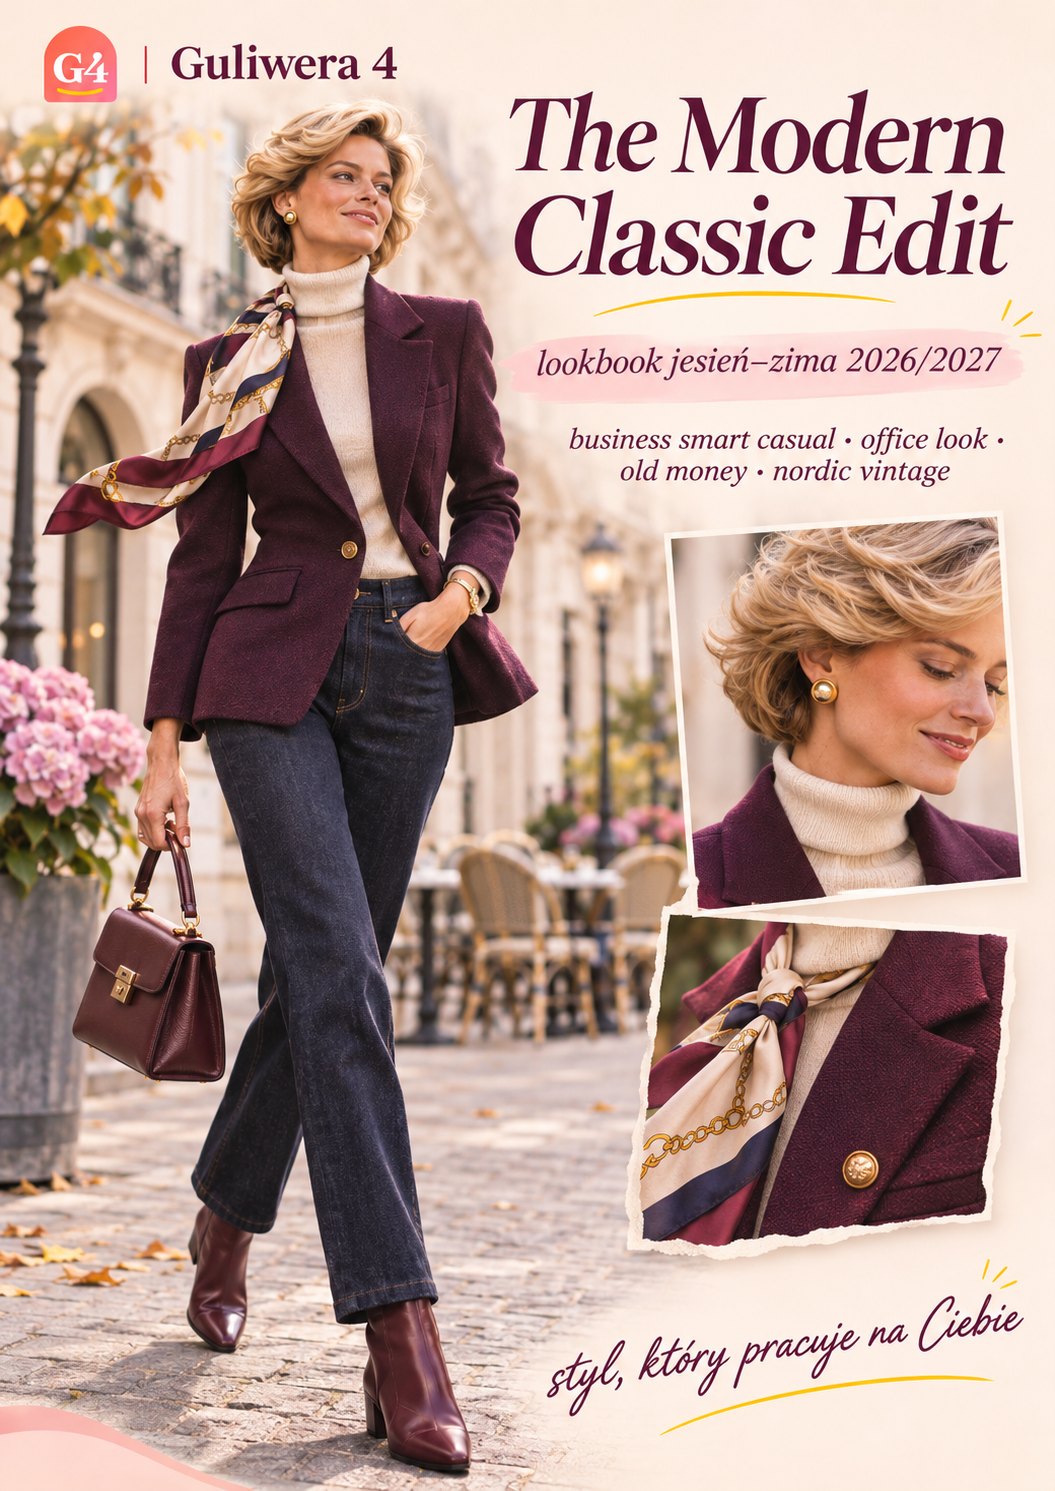 G4 | Guliwera 4
The Modern
Classic Edit
lookbook jesień–zima 2026/2027
business smart casual • office look •
old money • nordic vintage
styl, który pracuje na Ciebie